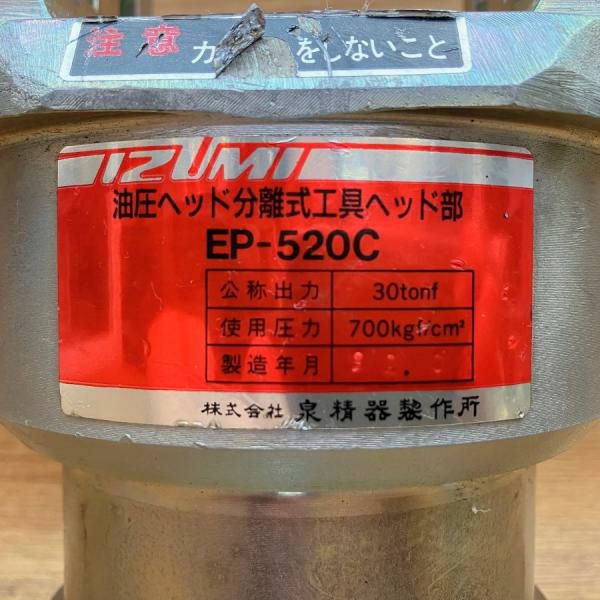 注意 カ をしないこと
IZUMI
油圧ヘッド分離式工具ヘッド部
EP-520C
公称出力 30tonf
使用圧力 700kgf/cm²
製造年月
株式会社 泉精器製作所